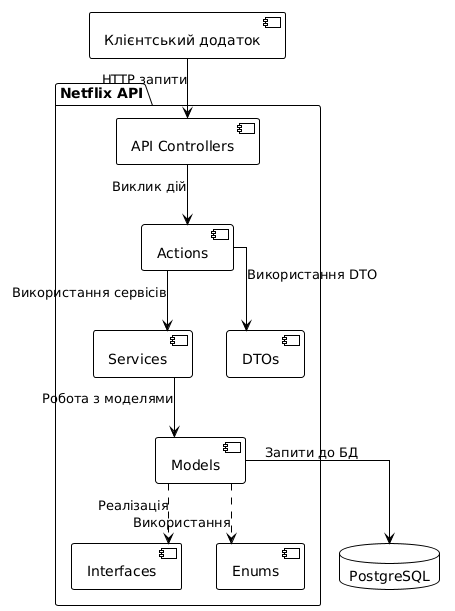 Клієнтський додаток
HTTP запити
Netflix API
API Controllers
Виклик дій
Actions
Використання DTO
Використання сервісів
Services
DTOs
Робота з моделями
Запити до БД
Models
Реалізація
Використання
Interfaces
Enums
PostgreSQL